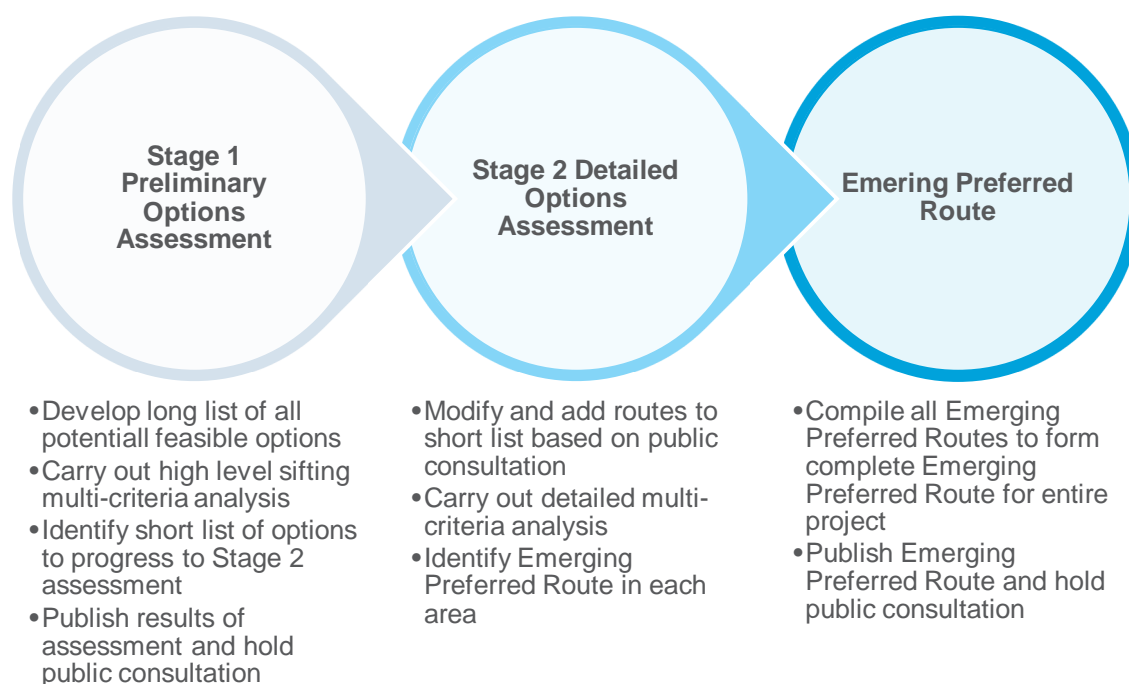 Stage 1
Preliminary
Options
Assessment
•Develop long list of all
potentiall feasible options
•Carry out high level sifting
multi-criteria analysis
•Identify short list of options
to progress to Stage 2
assessment
•Publish results of
assessment and hold
public consultation
Stage 2 Detailed
Options
Assessment
•Modify and add routes to
short list based on public
consultation
•Carry out detailed multi-
criteria analysis
•Identify Emerging
Preferred Route in each
area
Emering Preferred
Route
•Compile all Emerging
Preferred Routes to form
complete Emerging
Preferred Route for entire
project
•Publish Emerging
Preferred Route and hold
public consultation